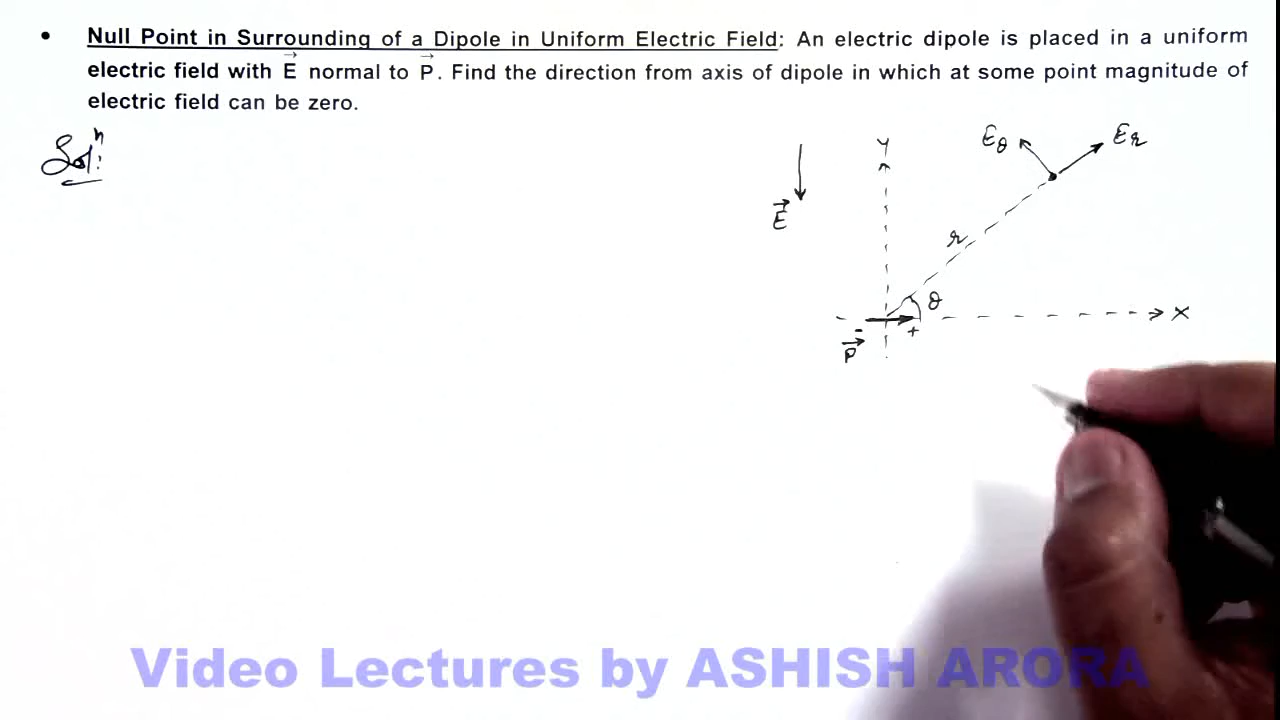 • Null Point in Surrounding of a Dipole in Uniform Electric Field: An electric dipole is placed in a uniform
electric field with E⃗ normal to P⃗. Find the direction from axis of dipole in which at some point magnitude of
electric field can be zero.
Solⁿ:
Y
E_θ
E_r
E⃗
r
θ
X
-
+
P⃗
Video Lectures by ASHISH ARORA